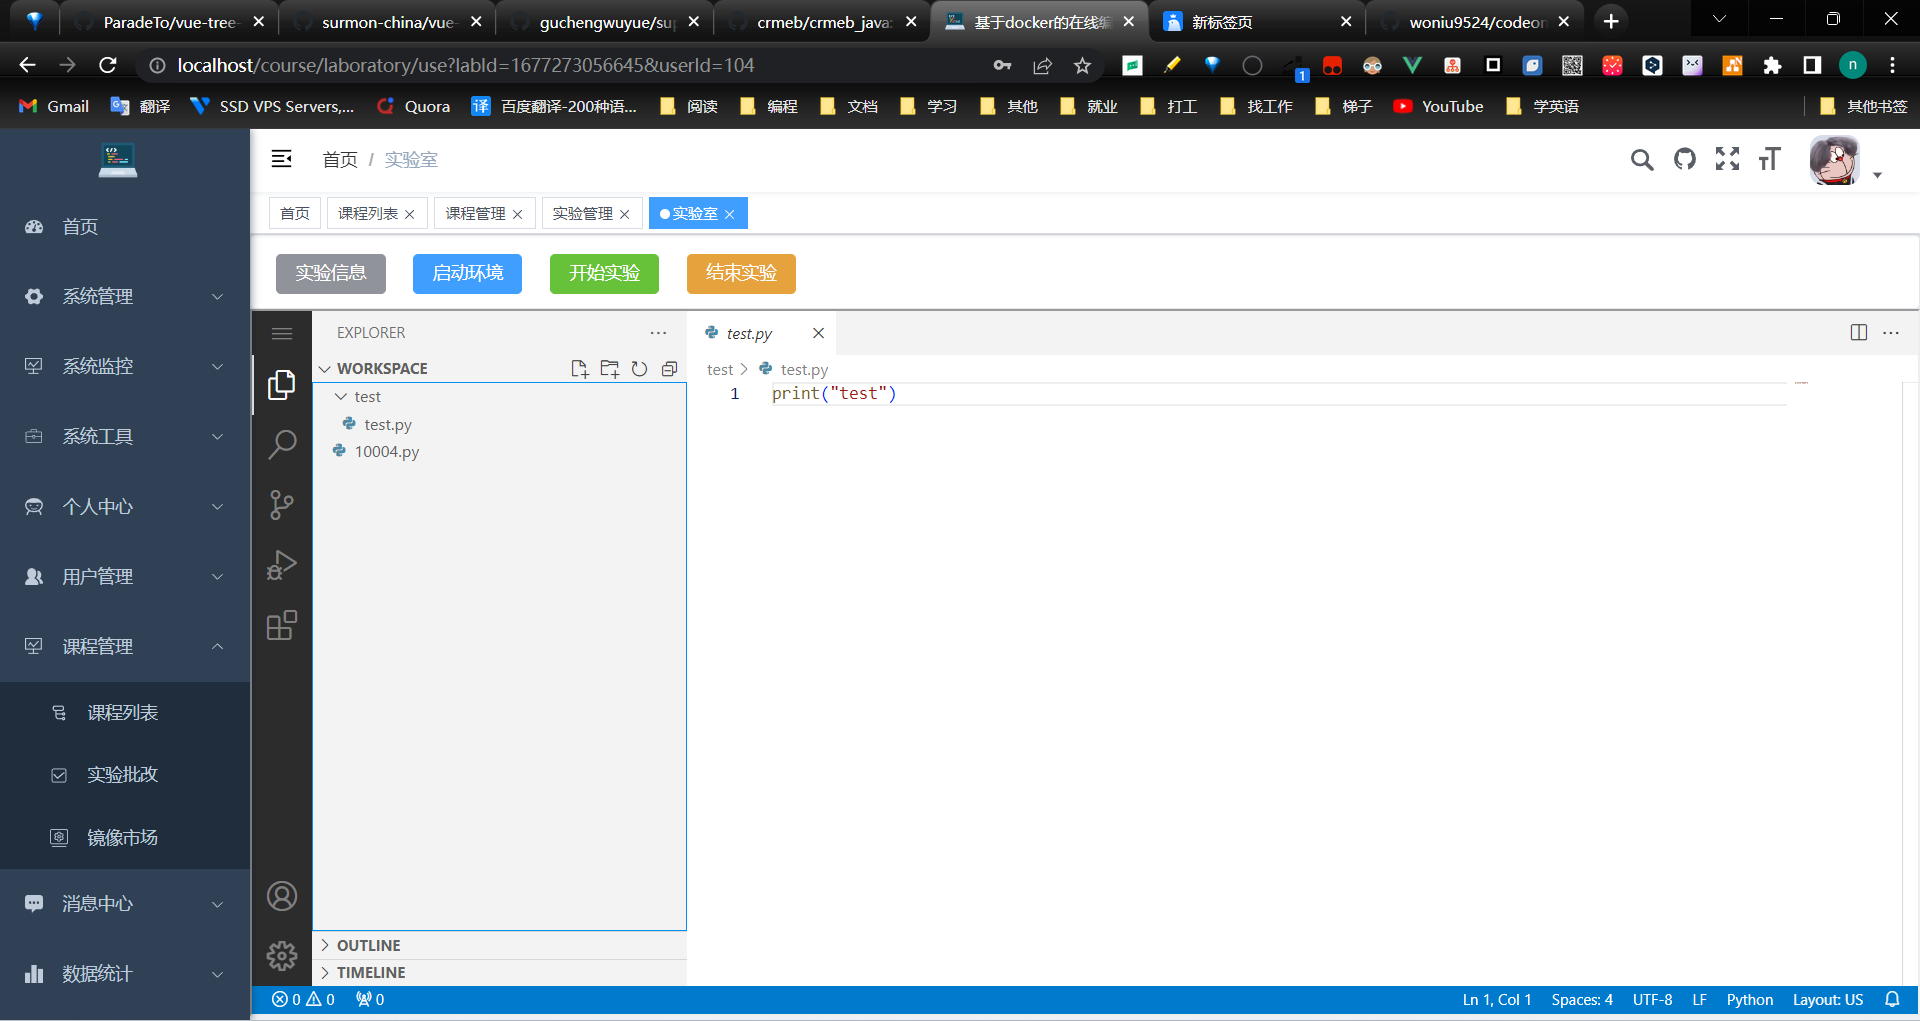 ParadeTo/vue-tree-
surmon-china/vue-
guchengwuyue/sup
crmeb/crmeb_java:
基于docker的在线编
新标签页
woniu9524/codeon
localhost/course/laboratory/use?labId=1677273056645&userId=104
1
n
Gmail
翻译
SSD VPS Servers,...
Quora
译 百度翻译-200种语...
阅读
编程
文档
学习
其他
就业
打工
找工作
梯子
YouTube
学英语
其他书签
首页 / 实验室
首页
课程列表
课程管理
实验管理
实验室
实验信息
启动环境
开始实验
结束实验
首页
系统管理
系统监控
系统工具
个人中心
用户管理
课程管理
课程列表
实验批改
镜像市场
消息中心
数据统计
EXPLORER
WORKSPACE
test
test.py
10004.py
OUTLINE
TIMELINE
test.py
test > test.py
1 print("test")
0 0 0
Ln 1, Col 1
Spaces: 4
UTF-8
LF
Python
Layout: US